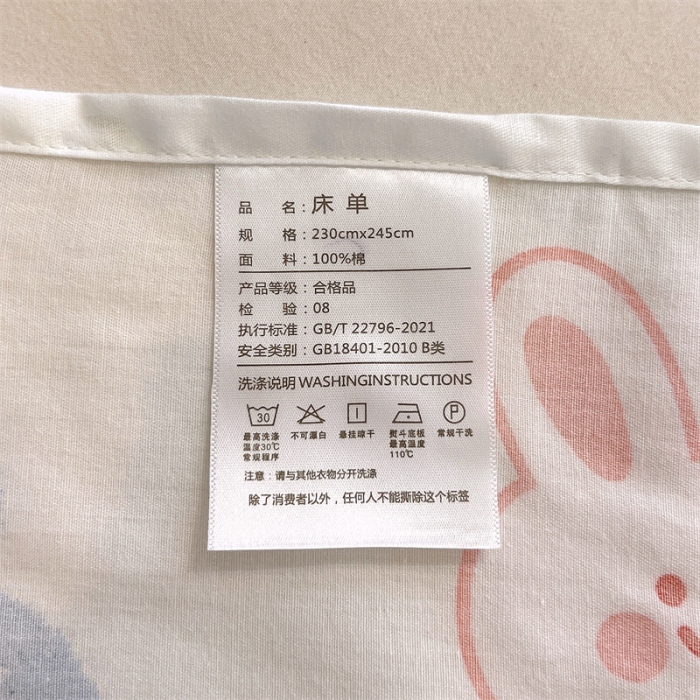 品 名：床 单
规 格：230cmx245cm
面 料：100%棉
产品等级：合格品
检 验：08
执行标准：GB/T 22796-2021
安全类别：GB18401-2010 B类
洗涤说明 WASHINGINSTRUCTIONS
30 P
最高洗涤 不可漂白 悬挂晾干 熨斗底板 常规干洗
温度30℃ 最高温度
常规程序 110℃
注意：请与其他衣物分开洗涤
除了消费者以外，任何人不能撕除这个标签